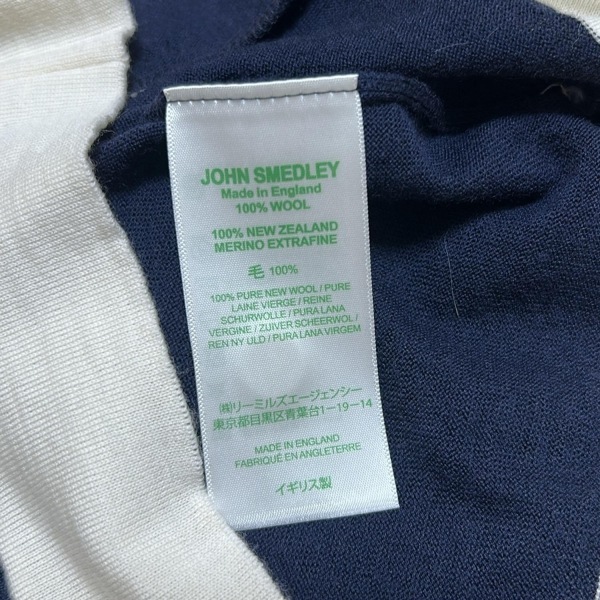 JOHN SMEDLEY
Made in England
100% WOOL
100% NEW ZEALAND
MERINO EXTRAFINE
毛 100%
100% PURE NEW WOOL / PURE
LAINE VIERGE / REINE
SCHURWOLLE / PURA LANA
VERGINE / ZUIVER SCHEERWOL /
REN NY ULD / PURA LANA VIRGEM
㈱リーミルズエージェンシー
東京都目黒区青葉台1-19-14
MADE IN ENGLAND
FABRIQUÉ EN ANGLETERRE
イギリス製